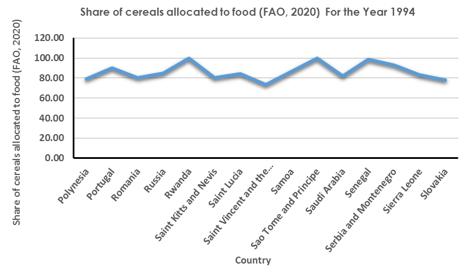 Share of cereals allocated to food (FAO, 2020)  For the Year 1994
Share of cereals allocated to food (FAO, 2020)
120.00
100.00
80.00
60.00
40.00
20.00
0.00
Polynesia
Portugal
Romania
Russia
Rwanda
Saint Kitts and Nevis
Saint Lucia
Saint Vincent and the...
Samoa
Sao Tome and Principe
Saudi Arabia
Senegal
Serbia and Montenegro
Sierra Leone
Slovakia
Country